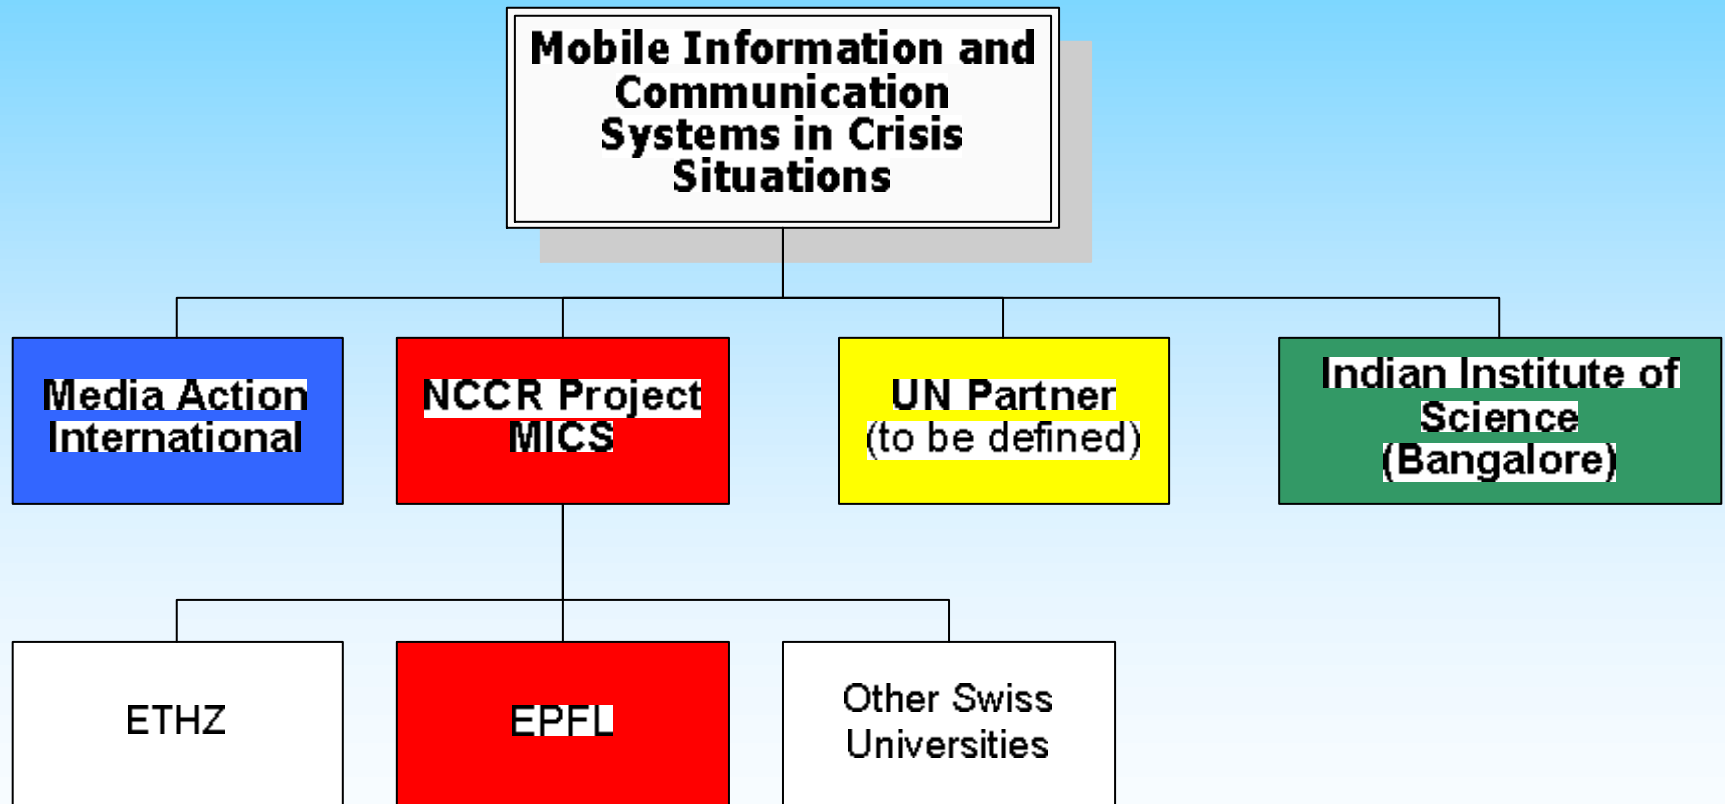 Mobile Information and
Communication
Systems in Crisis
Situations
Media Action
International
NCCR Project
MICS
UN Partner
(to be defined)
Indian Institute of
Science
(Bangalore)
ETHZ
EPFL
Other Swiss
Universities